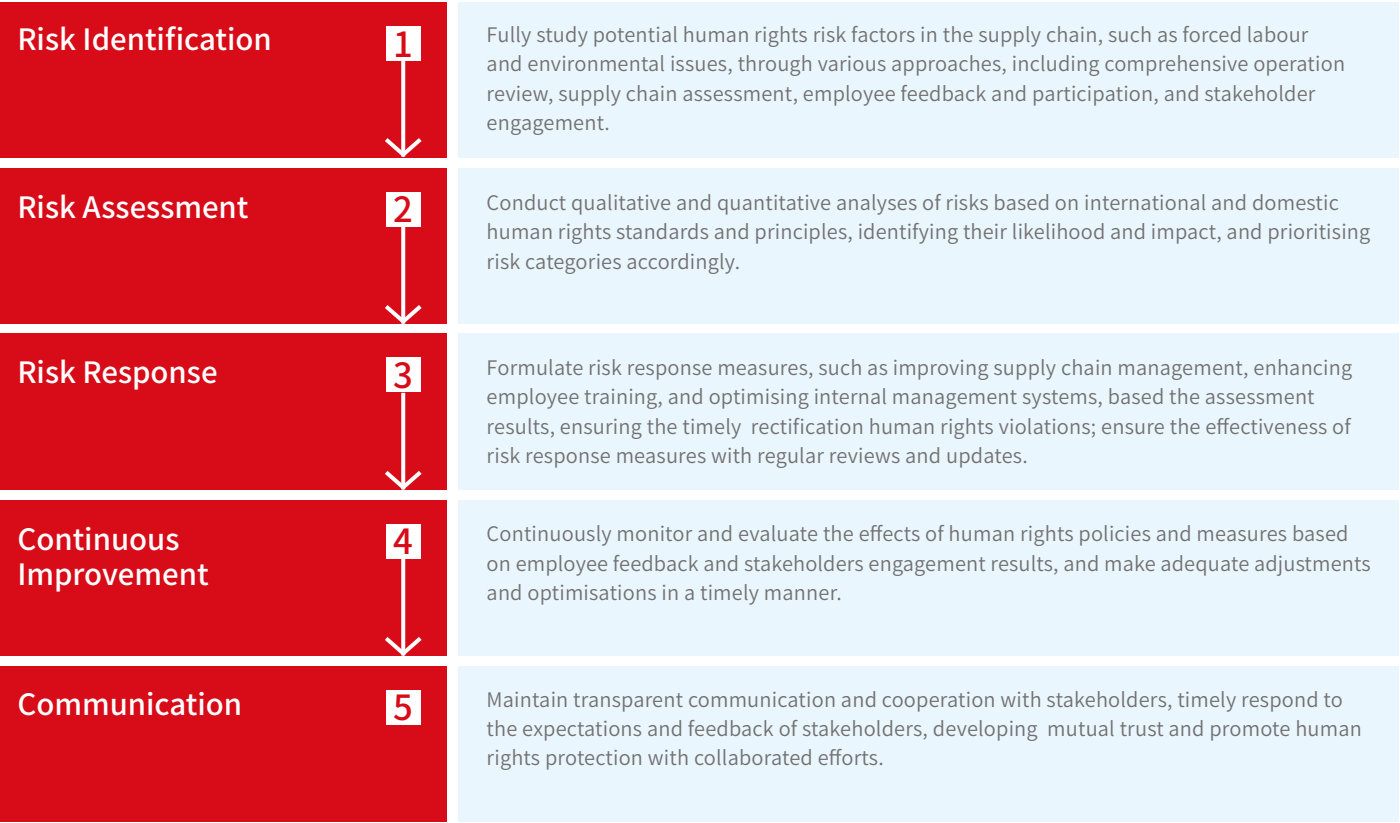 Risk Identification
1
Fully study potential human rights risk factors in the supply chain, such as forced labour
and environmental issues, through various approaches, including comprehensive operation
review, supply chain assessment, employee feedback and participation, and stakeholder
engagement.
Risk Assessment
2
Conduct qualitative and quantitative analyses of risks based on international and domestic
human rights standards and principles, identifying their likelihood and impact, and prioritising
risk categories accordingly.
Risk Response
3
Formulate risk response measures, such as improving supply chain management, enhancing
employee training, and optimising internal management systems, based the assessment
results, ensuring the timely  rectification human rights violations; ensure the effectiveness of
risk response measures with regular reviews and updates.
Continuous
Improvement
4
Continuously monitor and evaluate the effects of human rights policies and measures based
on employee feedback and stakeholders engagement results, and make adequate adjustments
and optimisations in a timely manner.
Communication
5
Maintain transparent communication and cooperation with stakeholders, timely respond to
the expectations and feedback of stakeholders, developing  mutual trust and promote human
rights protection with collaborated efforts.